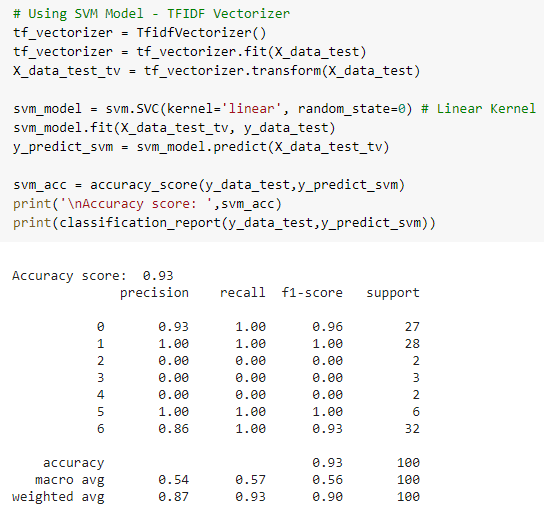 # Using SVM Model - TFIDF Vectorizer
tf_vectorizer = TfidfVectorizer()
tf_vectorizer = tf_vectorizer.fit(X_data_test)
X_data_test_tv = tf_vectorizer.transform(X_data_test)
svm_model = svm.SVC(kernel='linear', random_state=0) # Linear Kernel
svm_model.fit(X_data_test_tv, y_data_test)
y_predict_svm = svm_model.predict(X_data_test_tv)
svm_acc = accuracy_score(y_data_test,y_predict_svm)
print('\nAccuracy score: ',svm_acc)
print(classification_report(y_data_test,y_predict_svm))
Accuracy score:  0.93
precision recall f1-score support
0 0.93 1.00 0.96 27
1 1.00 1.00 1.00 28
2 0.00 0.00 0.00 2
3 0.00 0.00 0.00 3
4 0.00 0.00 0.00 2
5 1.00 1.00 1.00 6
6 0.86 1.00 0.93 32
accuracy 0.93 100
macro avg 0.54 0.57 0.56 100
weighted avg 0.87 0.93 0.90 100